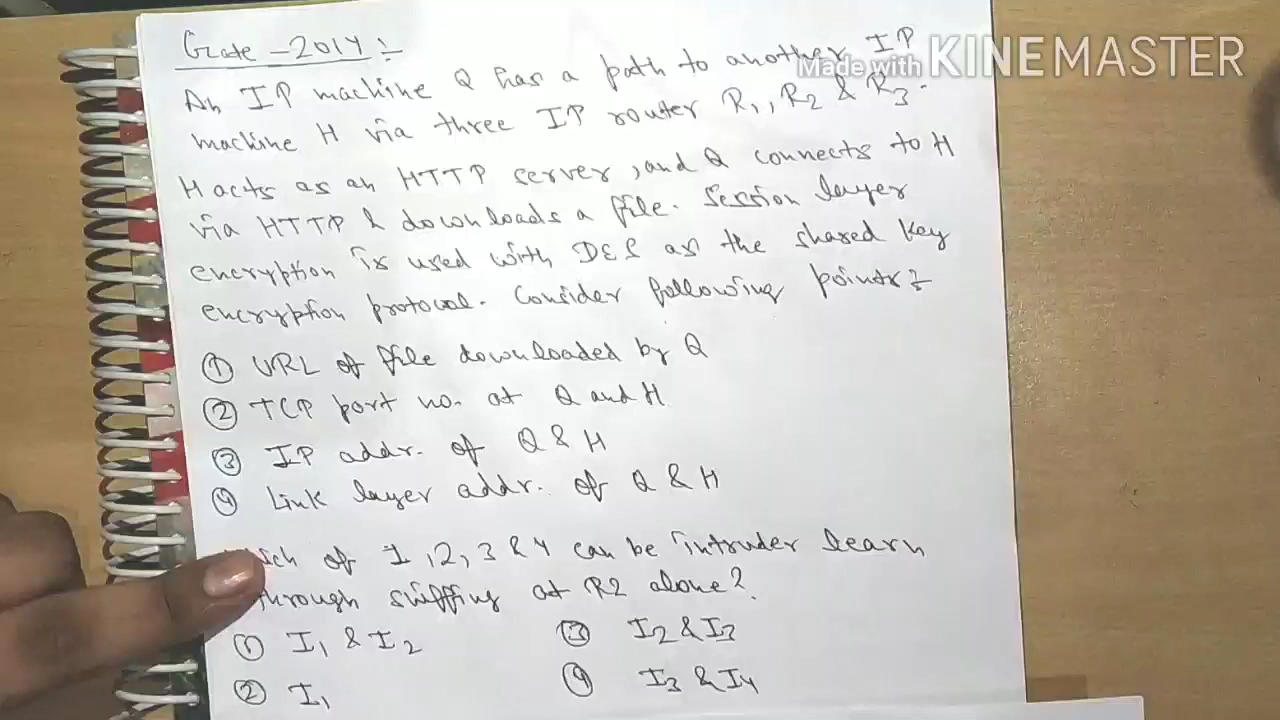 Gate - 2014 :-
An IP machine Q has a path to another IP
Made with KINEMASTER
machine H via three IP router R1, R2 & R3.
H acts as an HTTP server, and Q connects to H
via HTTP & downloads a file. Session layer
encryption is used with DES as the shared key
encryption protocol. Consider following points :
① URL of file downloaded by Q
② TCP port no. at Q and H
③ IP addr. of Q & H
④ Link layer addr. of Q & H
of 1, 2, 3 & 4 can be intruder learn
sniffing at R2 alone?
① I1 & I2
③ I2 & I3
② I1
④ I3 & I4